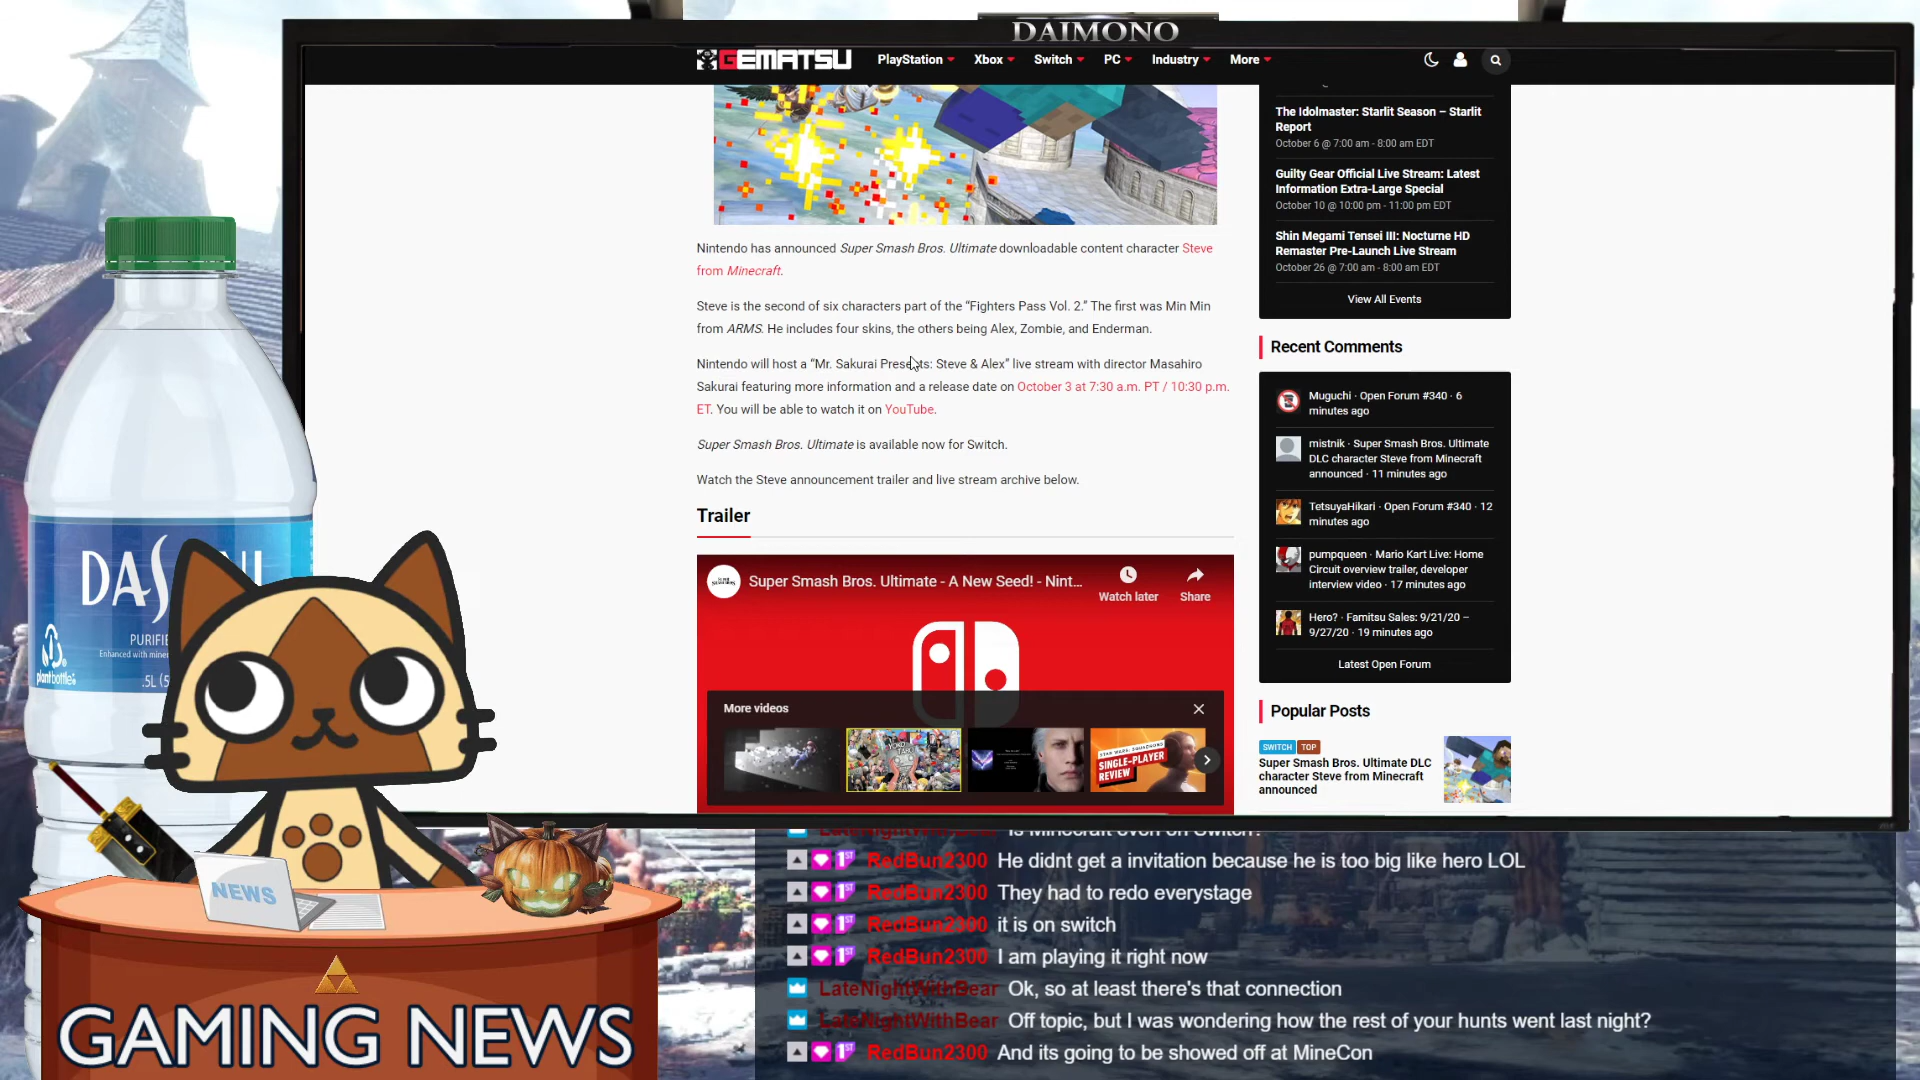 DAIMONO
GEMATSU
PlayStation
Xbox
Switch
PC
Industry
More
Nintendo has announced Super Smash Bros. Ultimate downloadable content character Steve
from Minecraft.
Steve is the second of six characters part of the “Fighters Pass Vol. 2.” The first was Min Min
from ARMS. He includes four skins, the others being Alex, Zombie, and Enderman.
Nintendo will host a “Mr. Sakurai Presents: Steve & Alex” live stream with director Masahiro
Sakurai featuring more information and a release date on October 3 at 7:30 a.m. PT / 10:30 p.m.
ET. You will be able to watch it on YouTube.
Super Smash Bros. Ultimate is available now for Switch.
Watch the Steve announcement trailer and live stream archive below.
Trailer
Super Smash Bros. Ultimate - A New Seed! - Nint...
Watch later
Share
More videos
STAR WARS: SQUADRONS
SINGLE-PLAYER
REVIEW
The Idolmaster: Starlit Season – Starlit
Report
October 6 @ 7:00 am - 8:00 am EDT
Guilty Gear Official Live Stream: Latest
Information Extra-Large Special
October 10 @ 10:00 pm - 11:00 pm EDT
Shin Megami Tensei III: Nocturne HD
Remaster Pre-Launch Live Stream
October 26 @ 7:00 am - 8:00 am EDT
View All Events
Recent Comments
Muguchi · Open Forum #340 · 6
minutes ago
mistnik · Super Smash Bros. Ultimate
DLC character Steve from Minecraft
announced · 11 minutes ago
TetsuyaHikari · Open Forum #340 · 12
minutes ago
pumpqueen · Mario Kart Live: Home
Circuit overview trailer, developer
interview video · 17 minutes ago
Hero? · Famitsu Sales: 9/21/20 –
9/27/20 · 19 minutes ago
Latest Open Forum
Popular Posts
SWITCH TOP
Super Smash Bros. Ultimate DLC
character Steve from Minecraft
announced
DAS
PURIFI
Enhanced with mine
plantbottle
.5L
NEWS
GAMING NEWS
LateNightWithBear Is Minecraft even on Switch?
RedBun2300 He didnt get a invitation because he is too big like hero LOL
RedBun2300 They had to redo everystage
RedBun2300 it is on switch
RedBun2300 I am playing it right now
LateNightWithBear Ok, so at least there's that connection
LateNightWithBear Off topic, but I was wondering how the rest of your hunts went last night?
RedBun2300 And its going to be showed off at MineCon